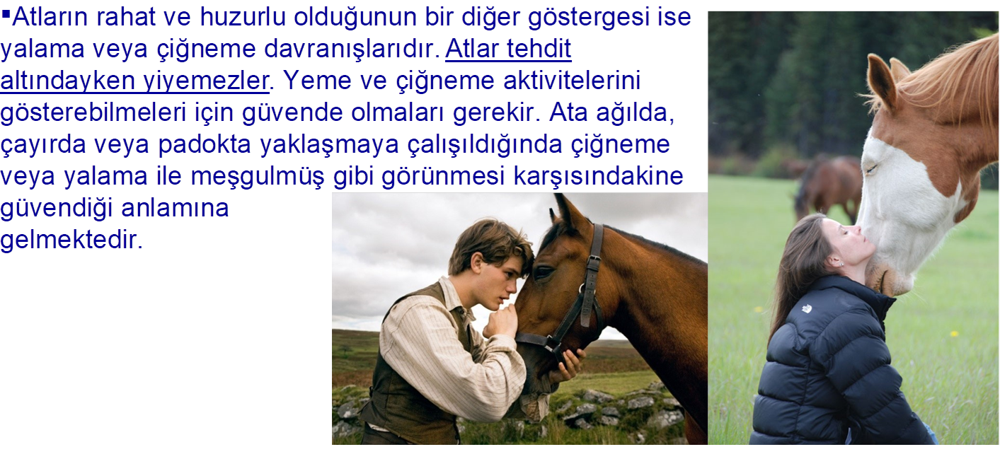 ▪Atların rahat ve huzurlu olduğunun bir diğer göstergesi ise
yalama veya çiğneme davranışlarıdır. Atlar tehdit
altındayken yiyemezler. Yeme ve çiğneme aktivitelerini
gösterebilmeleri için güvende olmaları gerekir. Ata ağılda,
çayırda veya padokta yaklaşmaya çalışıldığında çiğneme
veya yalama ile meşgulmüş gibi görünmesi karşısındakine
güvendiği anlamına
gelmektedir.